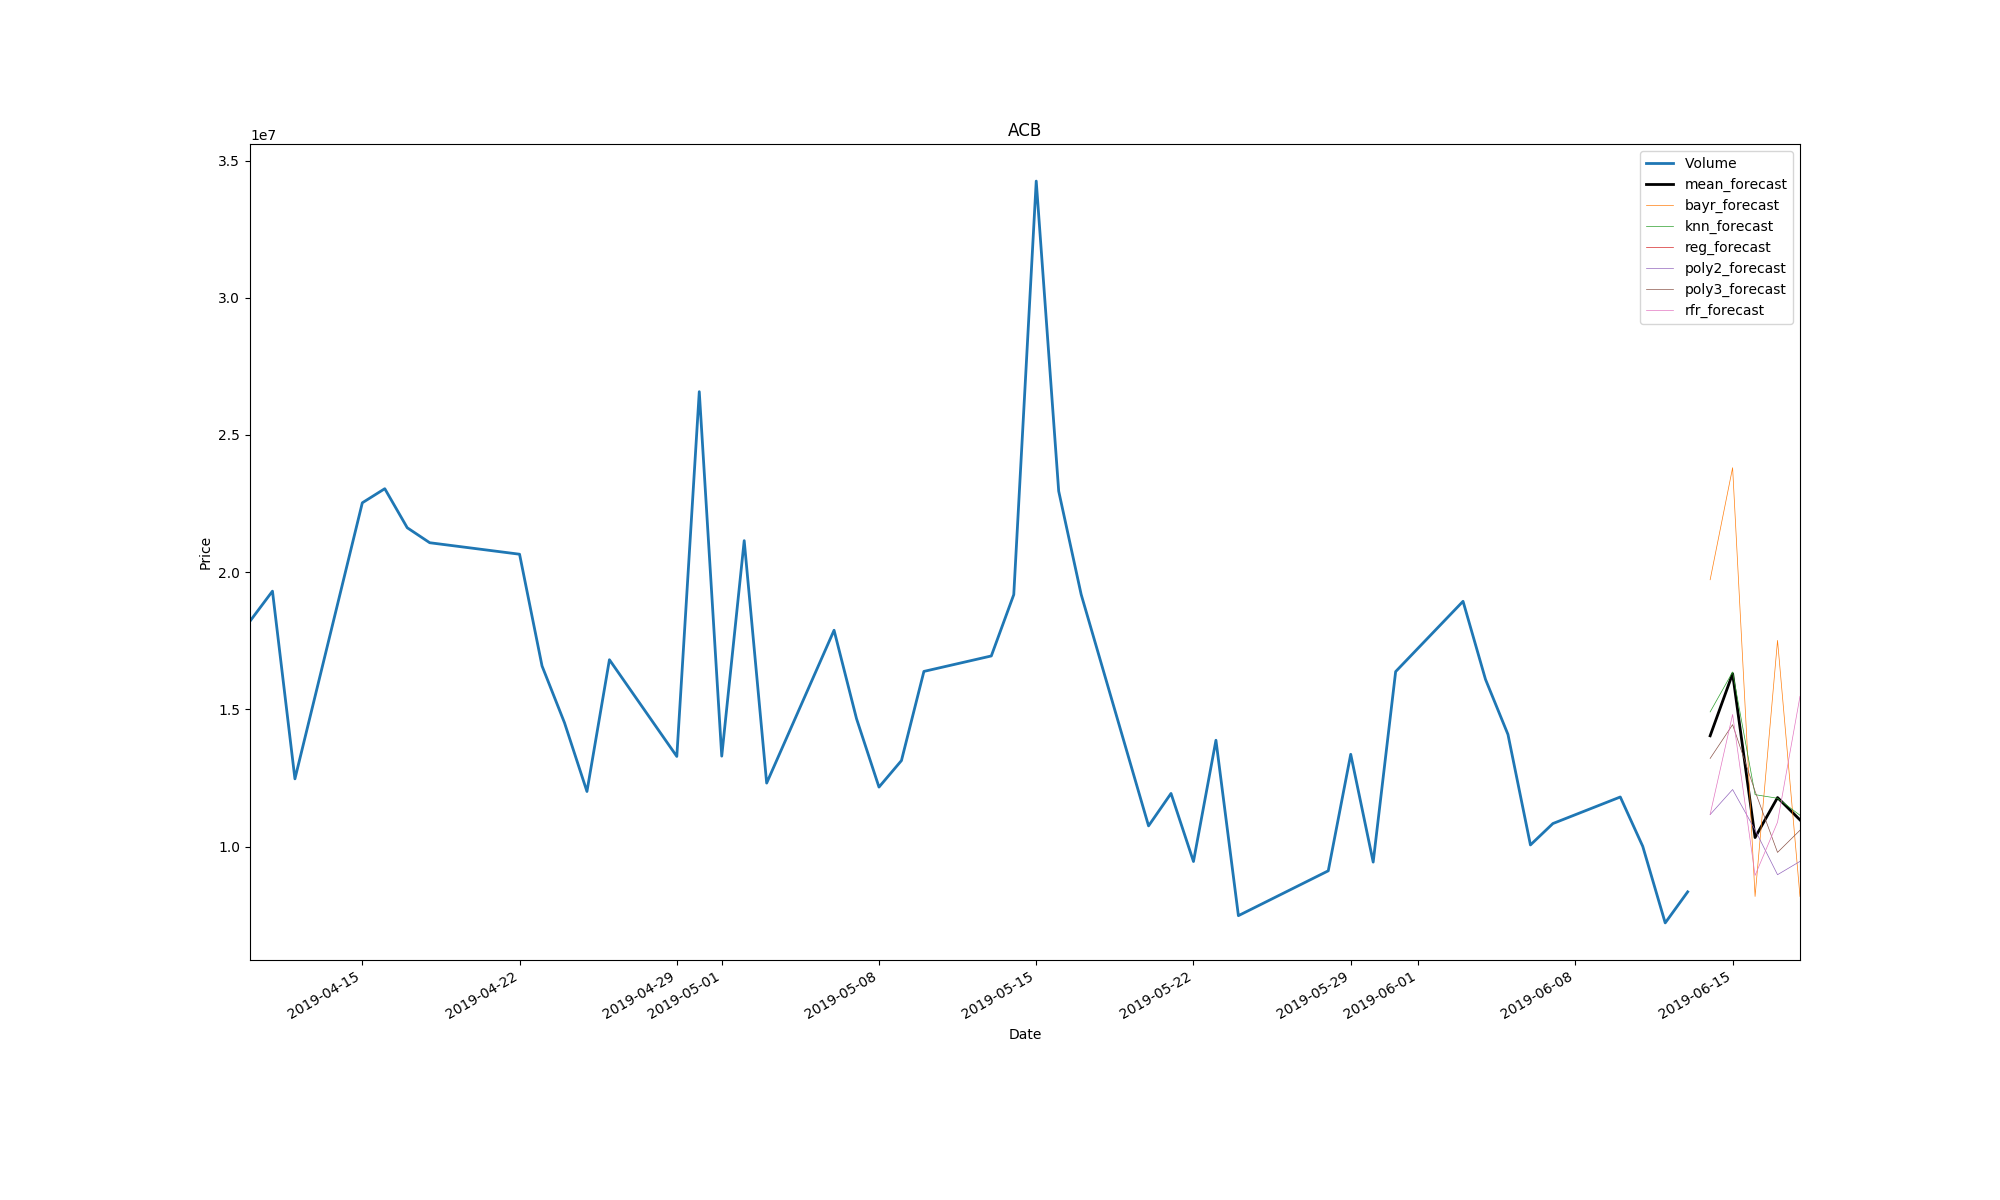 ACB
1e7
3.5
3.0
2.5
2.0
1.5
1.0
Price
Volume
mean_forecast
bayr_forecast
knn_forecast
reg_forecast
poly2_forecast
poly3_forecast
rfr_forecast
2019-04-15
2019-04-22
2019-04-29
2019-05-01
2019-05-08
2019-05-15
2019-05-22
2019-05-29
2019-06-01
2019-06-08
2019-06-15
Date